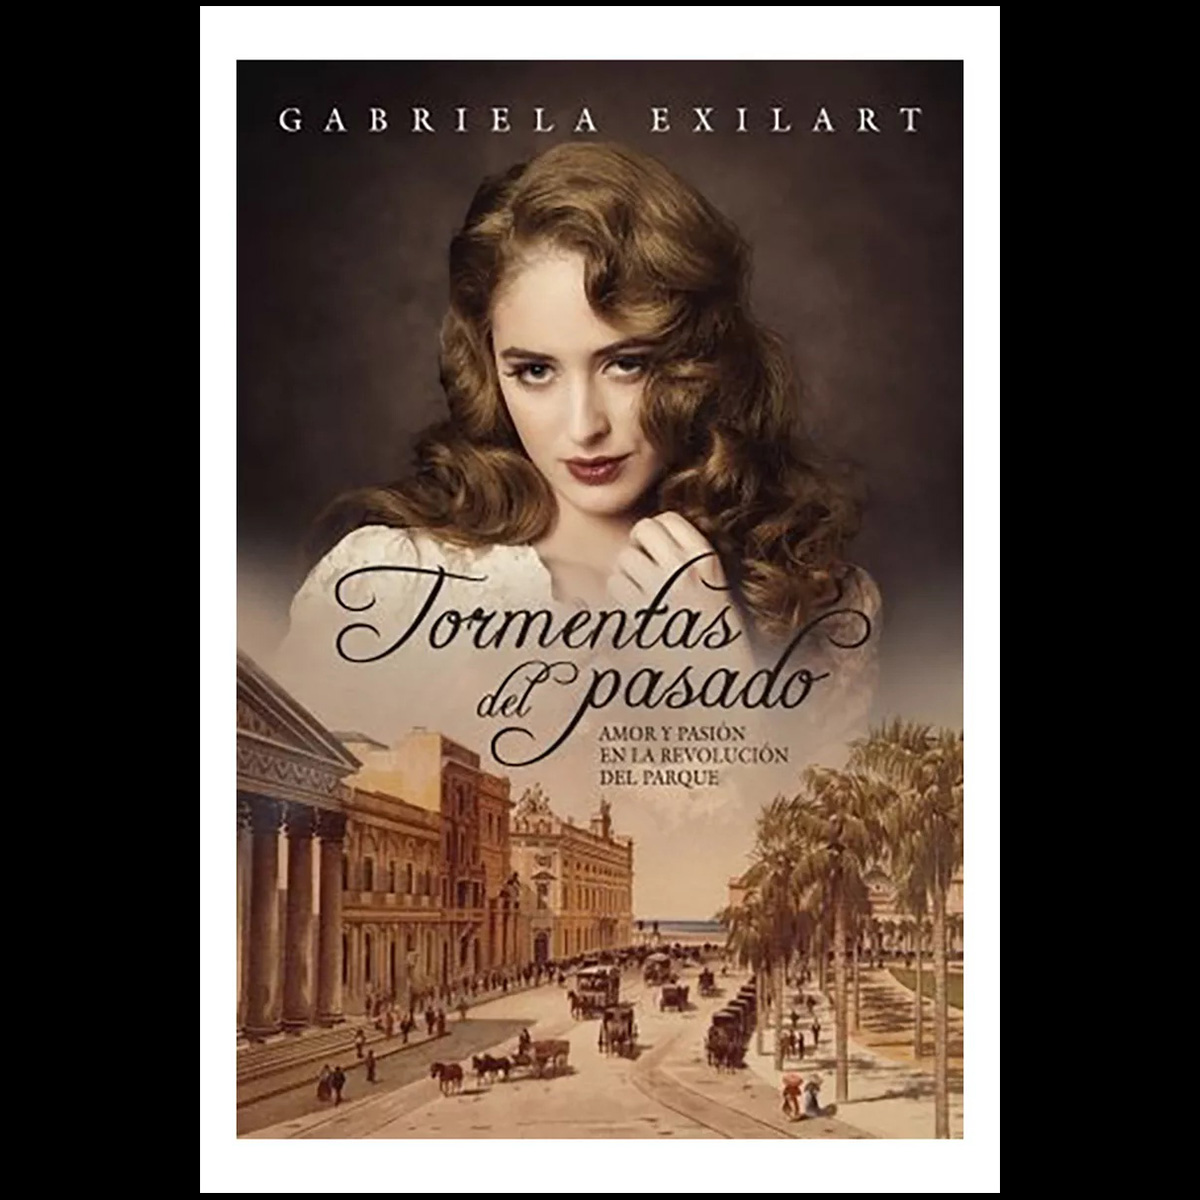 GABRIELA EXILART
Tormentas
del pasado
AMOR Y PASIÓN
EN LA REVOLUCIÓN
DEL PARQUE